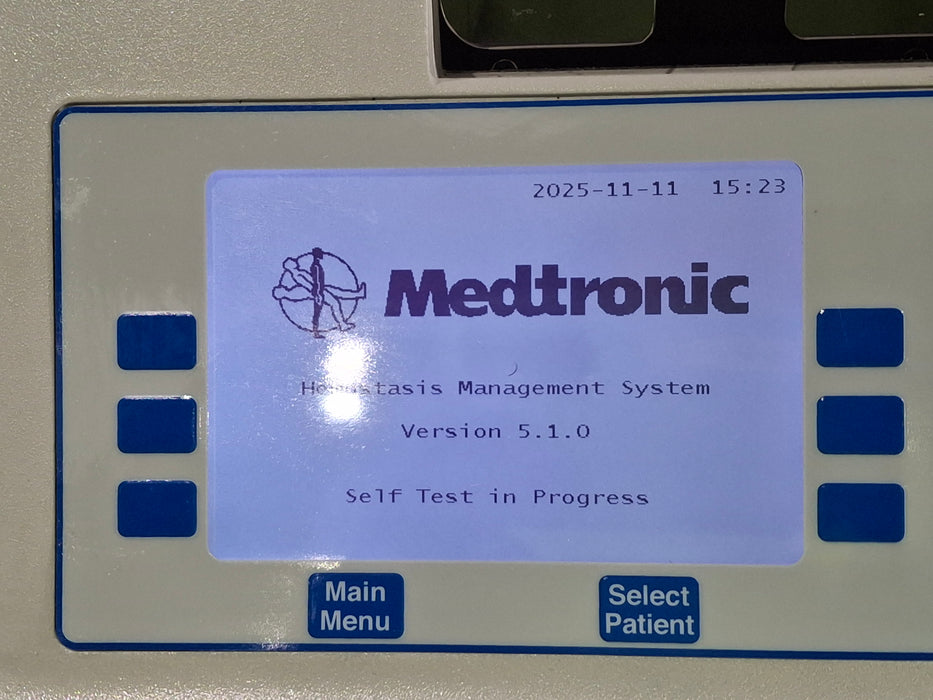 2025-11-11 15:23
Medtronic
Hemostasis Management System
Version 5.1.0
Self Test in Progress
Main
Menu
Select
Patient